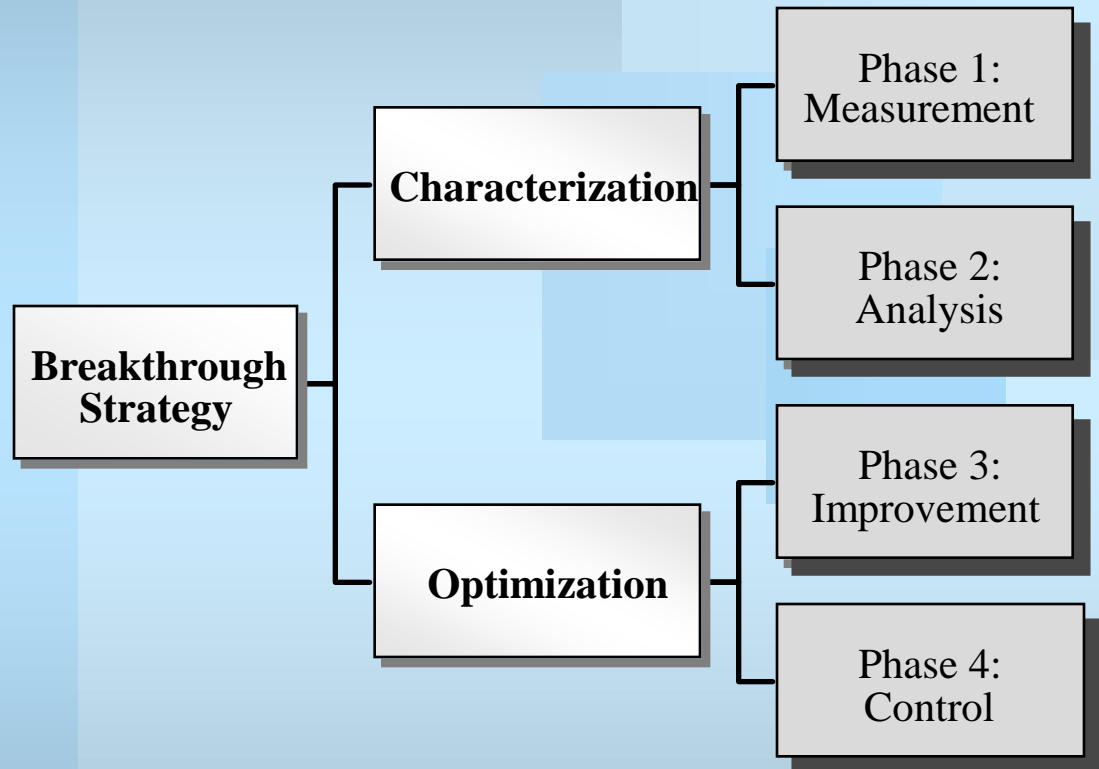 Breakthrough
Strategy
Characterization
Optimization
Phase 1:
Measurement
Phase 2:
Analysis
Phase 3:
Improvement
Phase 4:
Control